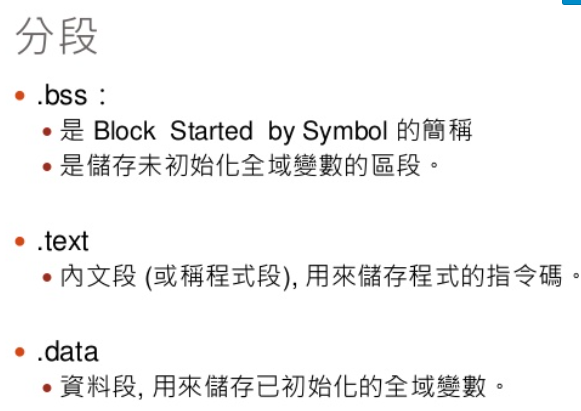 分段
• .bss：
• 是 Block Started by Symbol 的簡稱
• 是儲存未初始化全域變數的區段。
• .text
• 內文段 (或稱程式段), 用來儲存程式的指令碼。
• .data
• 資料段, 用來儲存已初始化的全域變數。